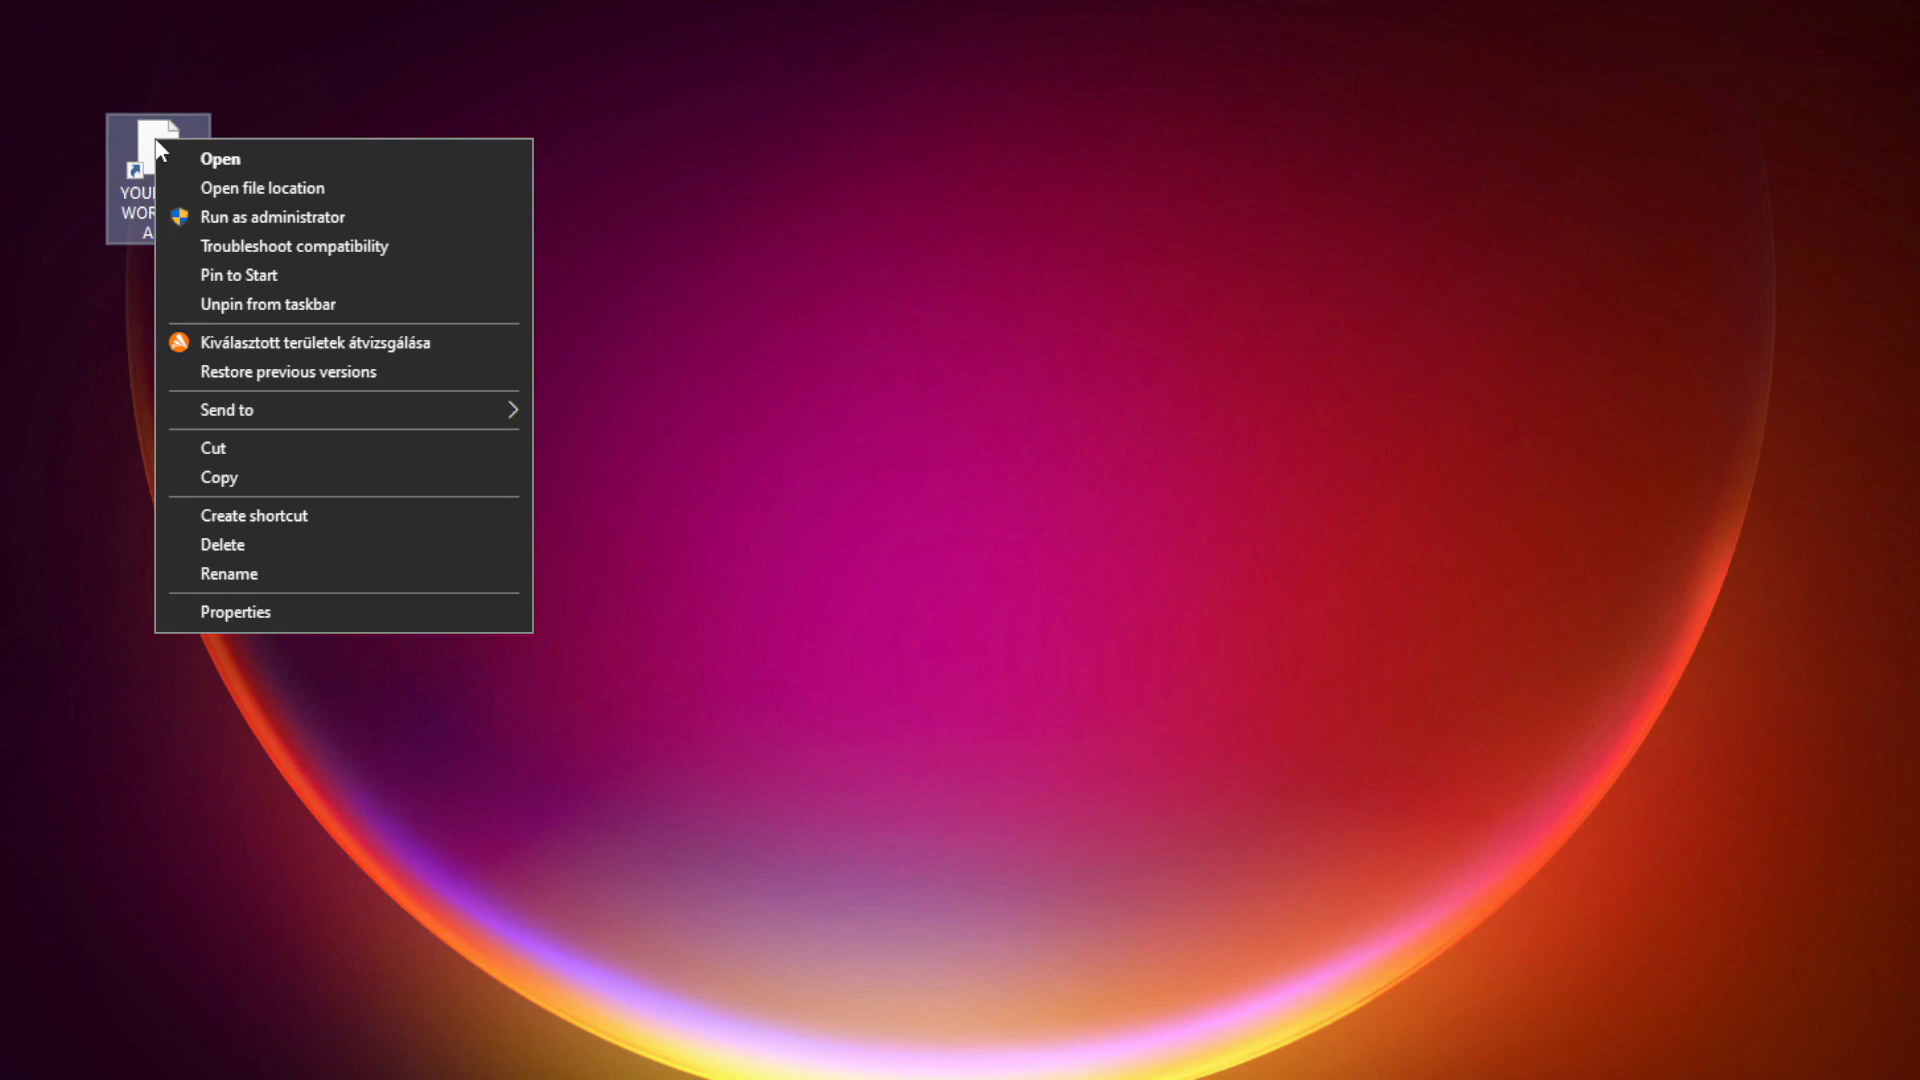 Open
Open file location
Run as administrator
Troubleshoot compatibility
Pin to Start
Unpin from taskbar
Kiválasztott területek átvizsgálása
Restore previous versions
Send to
Cut
Copy
Create shortcut
Delete
Rename
Properties